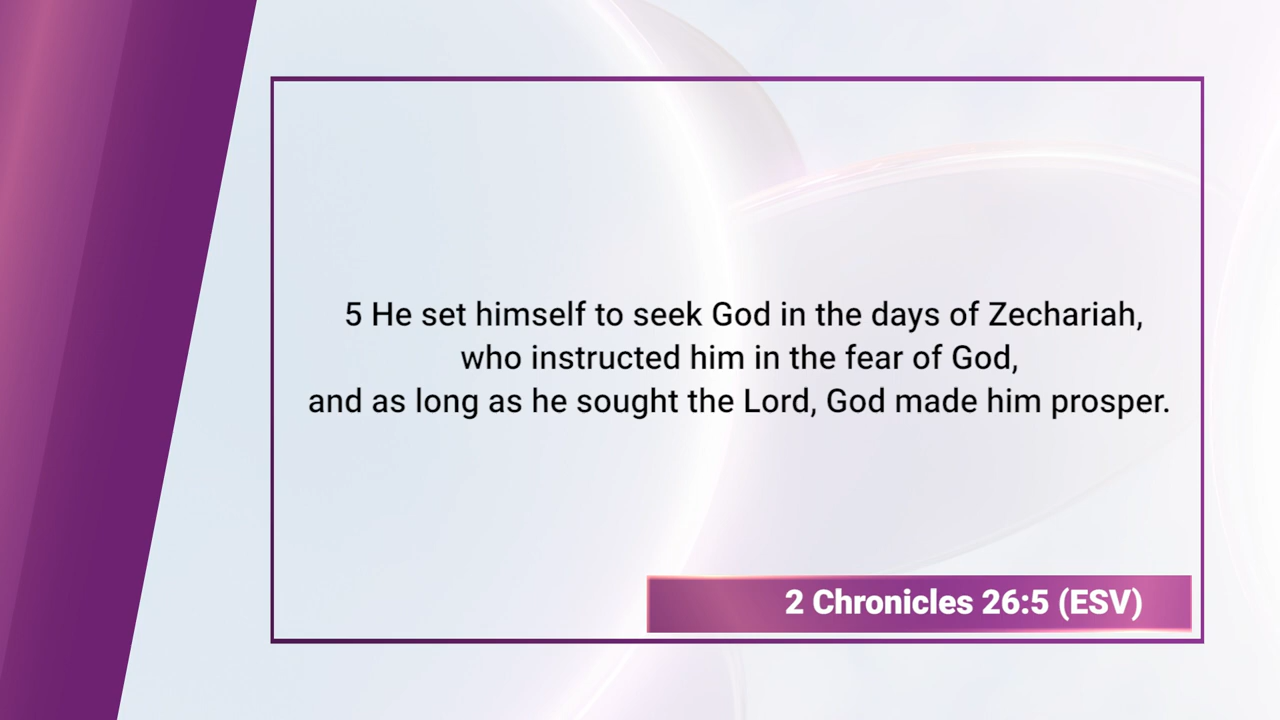 5 He set himself to seek God in the days of Zechariah,
who instructed him in the fear of God,
and as long as he sought the Lord, God made him prosper.
2 Chronicles 26:5 (ESV)